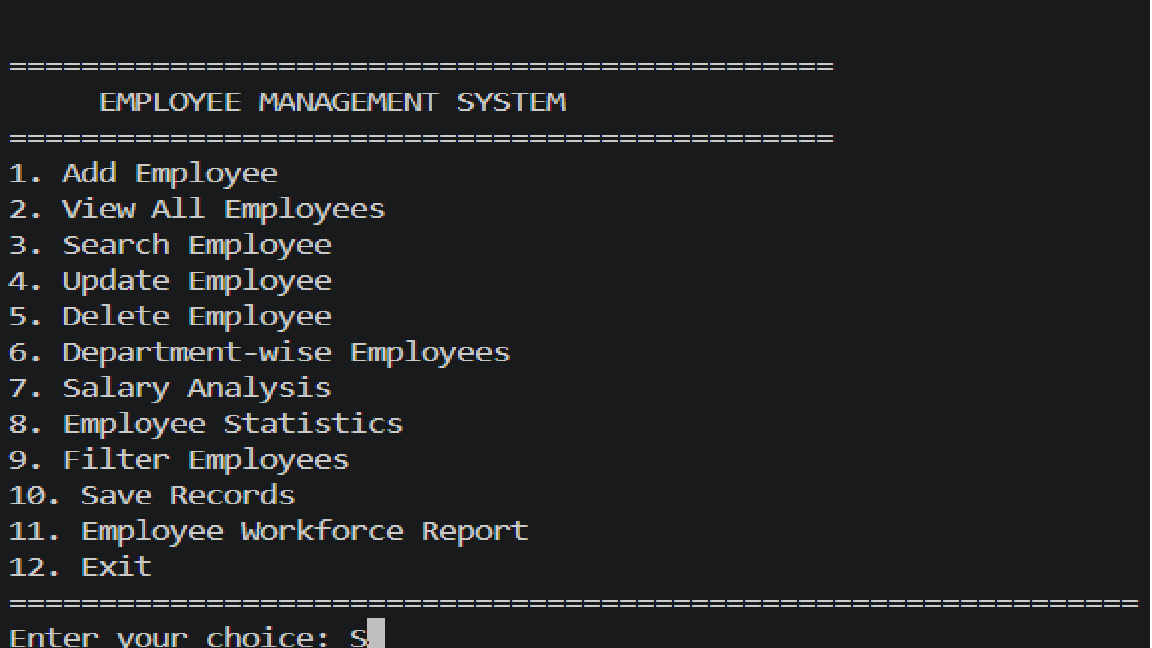 ==============================================
EMPLOYEE MANAGEMENT SYSTEM
==============================================
1. Add Employee
2. View All Employees
3. Search Employee
4. Update Employee
5. Delete Employee
6. Department-wise Employees
7. Salary Analysis
8. Employee Statistics
9. Filter Employees
10. Save Records
11. Employee Workforce Report
12. Exit
===============================================================
Enter your choice: S